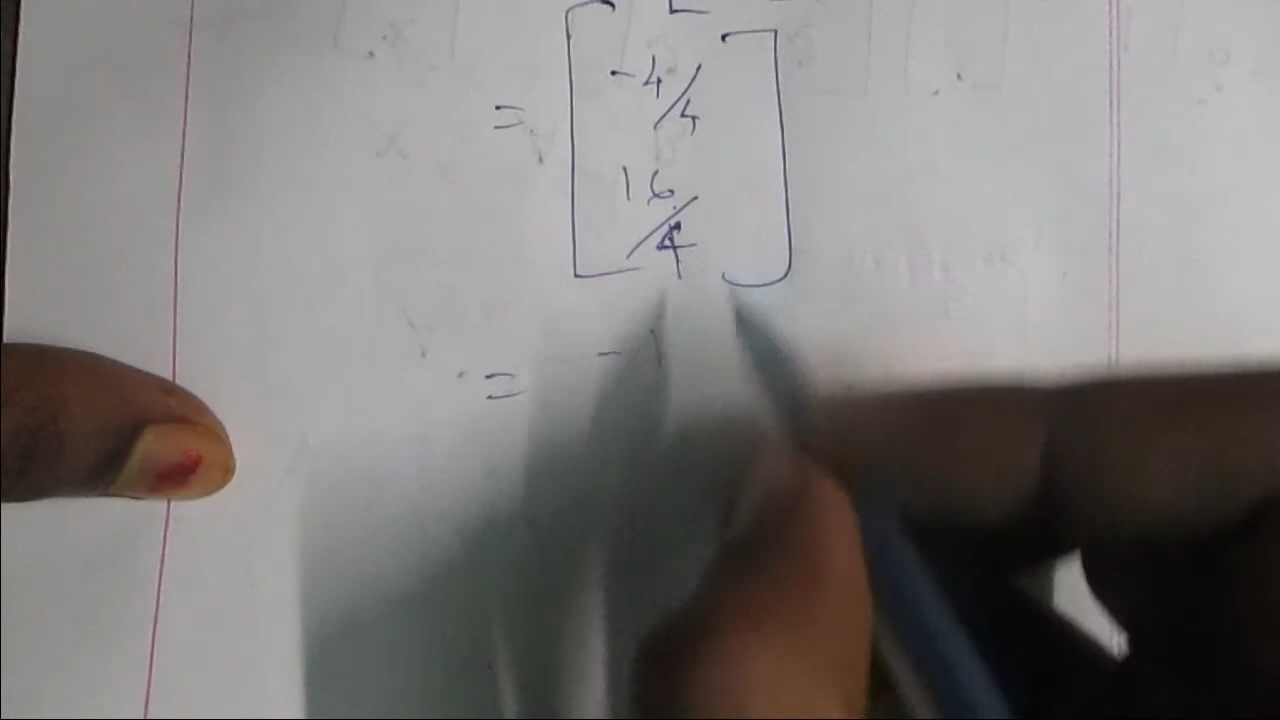 = [ -4/4
16/4 ]
= -1